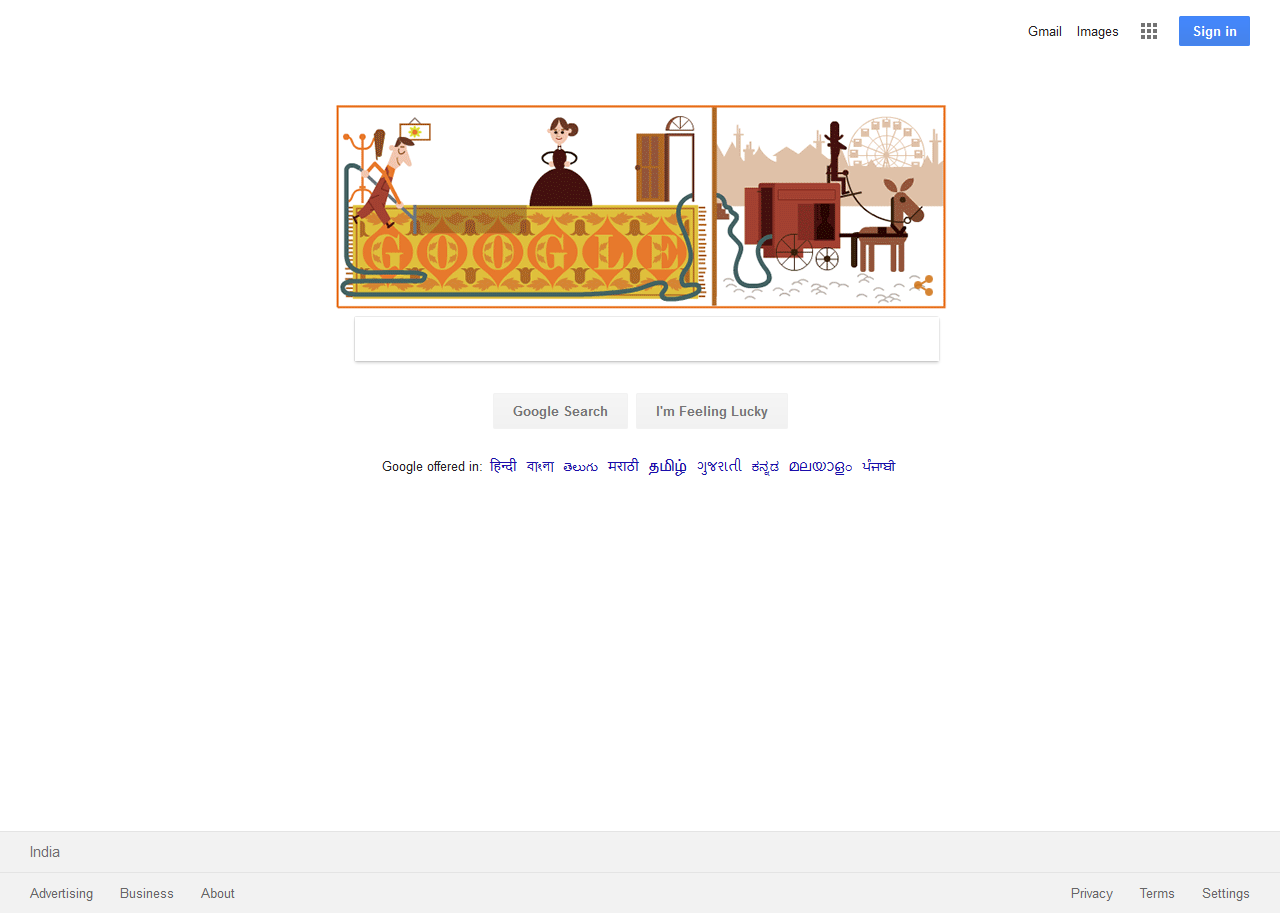 Gmail Images Sign in
GOOGLE
Google Search I'm Feeling Lucky
Google offered in: हिन्दी বাংলা తెలుగు मराठी தமிழ் ગુજરાતી ಕನ್ನಡ മലയാളം ਪੰਜਾਬੀ
India
Advertising Business About Privacy Terms Settings